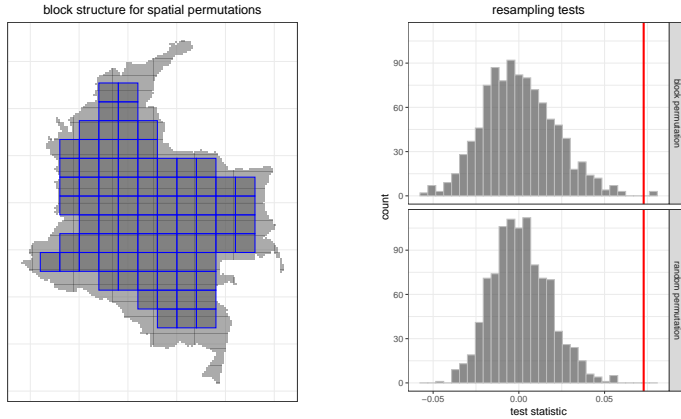 block structure for spatial permutations
resampling tests
count
90
60
30
0
block permutation
90
60
30
0
random permutation
−0.05
0.00
0.05
test statistic